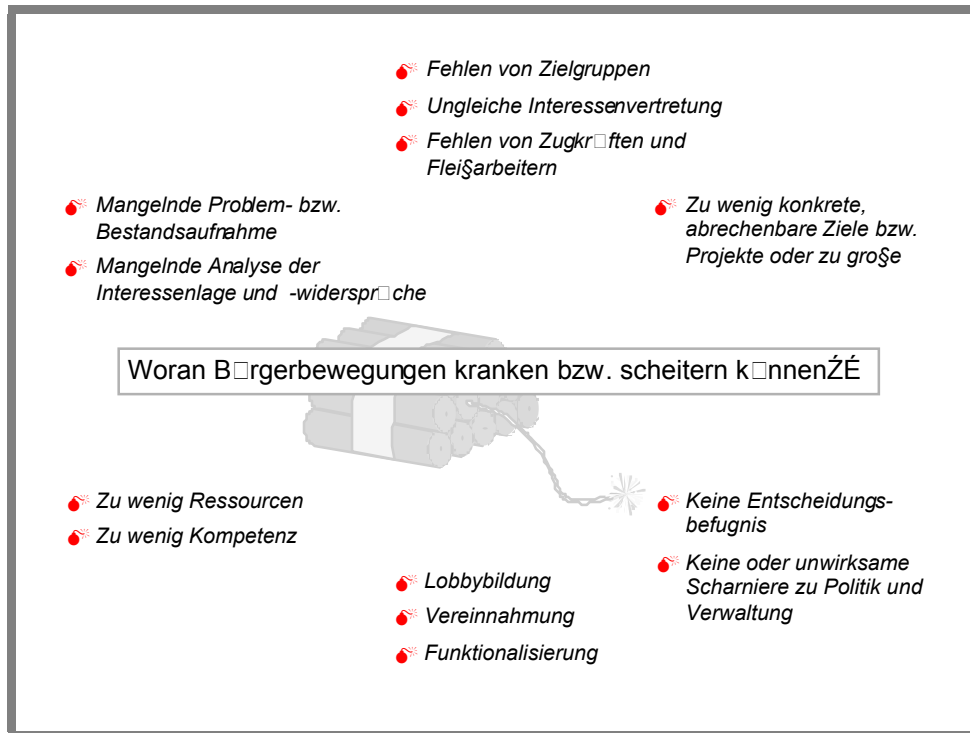 Fehlen von Zielgruppen
Ungleiche Interessenvertretung
Fehlen von Zugkr□ften und
Flei§arbeitern
Mangelnde Problem- bzw.
Bestandsaufnahme
Mangelnde Analyse der
Interessenlage und -widerspr□che
Zu wenig konkrete,
abrechenbare Ziele bzw.
Projekte oder zu gro§e
Woran B□rgerbewegungen kranken bzw. scheitern k□nnenŹÉ
Zu wenig Ressourcen
Zu wenig Kompetenz
Keine Entscheidungs-
befugnis
Keine oder unwirksame
Scharniere zu Politik und
Verwaltung
Lobbybildung
Vereinnahmung
Funktionalisierung